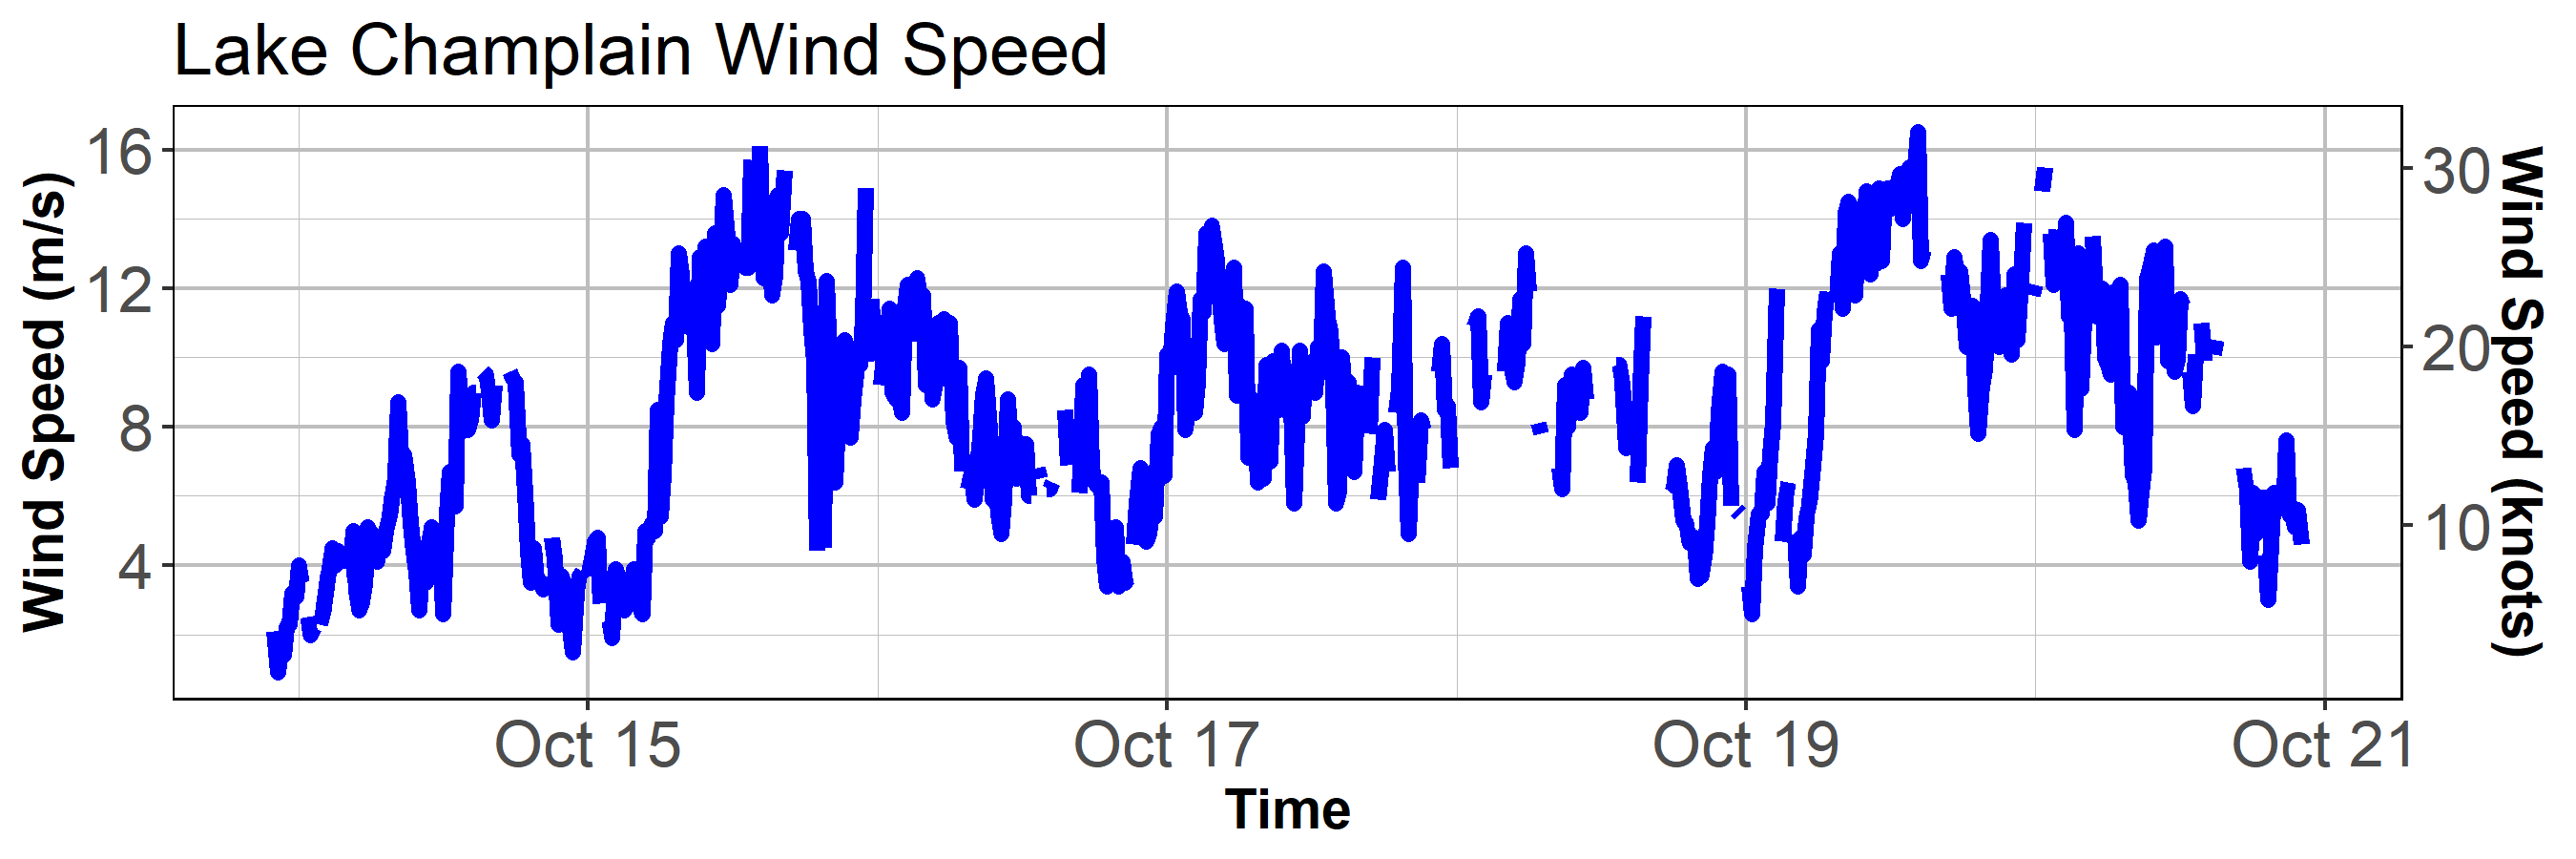 Lake Champlain Wind Speed
Wind Speed (m/s)
16
12
8
4
30
20
10
Wind Speed (knots)
Oct 15
Oct 17
Oct 19
Oct 21
Time